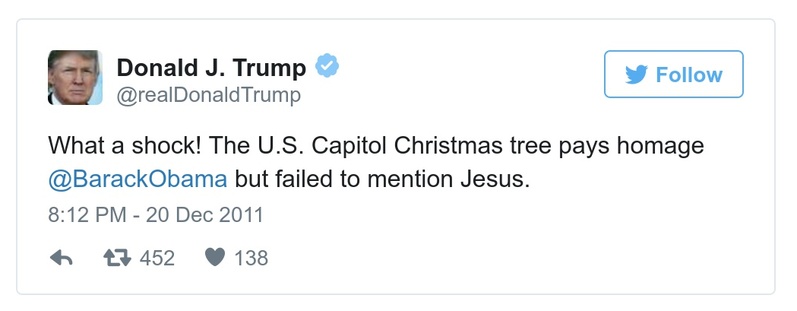 Donald J. Trump
@realDonaldTrump
Follow
What a shock! The U.S. Capitol Christmas tree pays homage
@BarackObama but failed to mention Jesus.
8:12 PM - 20 Dec 2011
452 138